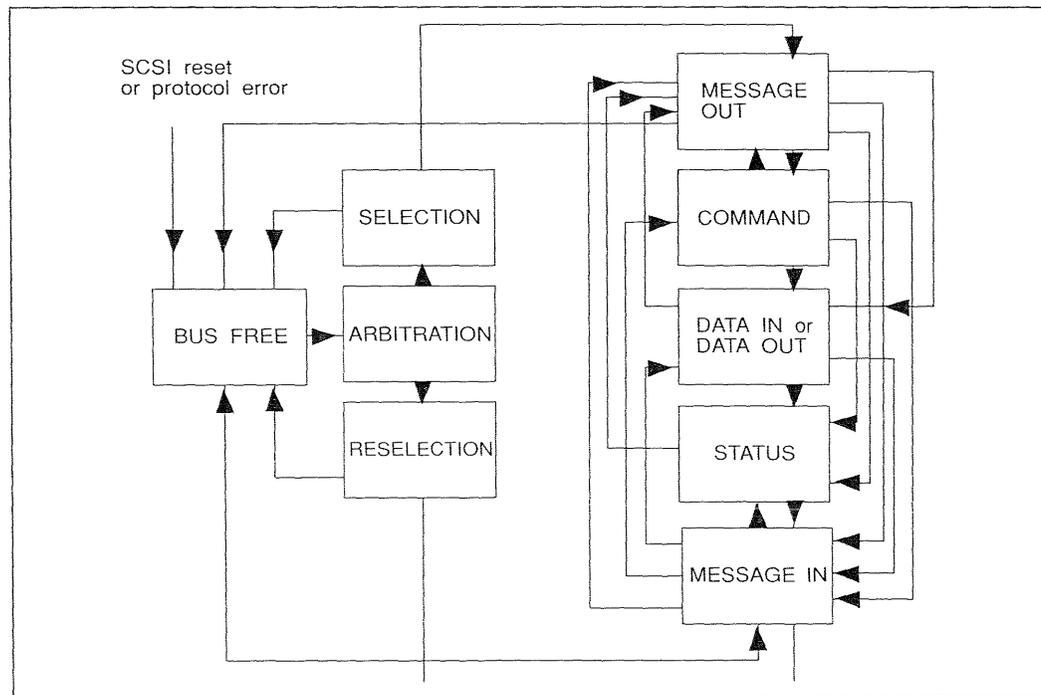 SCSI reset
or protocol error
MESSAGE
OUT
SELECTION
COMMAND
BUS FREE
ARBITRATION
DATA IN or
DATA OUT
RESELECTION
STATUS
MESSAGE IN